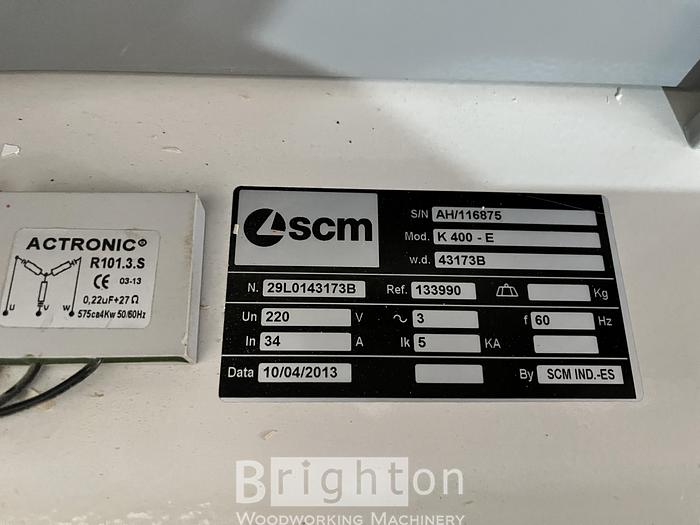 ACTRONIC®
R101.3.S
CE 03-13
0,22uF+27Ω
U V W
575ca4Kw 50/60Hz
scm
S/N AH/116875
Mod. K 400 - E
w.d. 43173B
N. 29L0143173B Ref. 133990 Kg
Un 220 V ~ 3 f 60 Hz
In 34 A Ik 5 KA
Data 10/04/2013 By SCM IND.-ES
Brighton
WOODWORKING MACHINERY